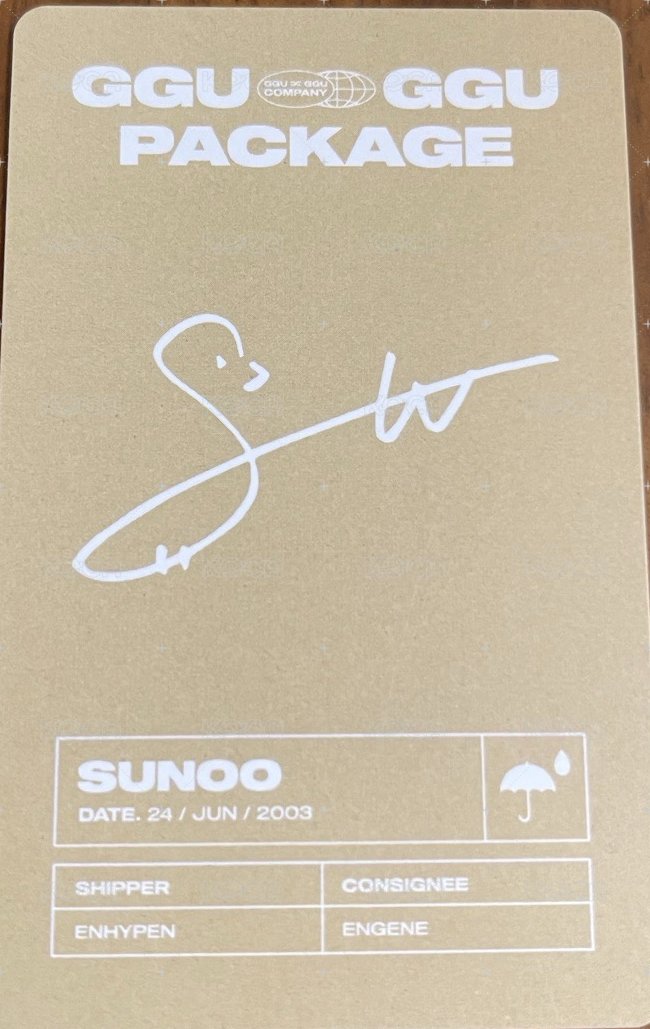 GGU GGU ∞ GGU COMPANY GGU
PACKAGE
SUNOO
DATE. 24 / JUN / 2003
SHIPPER CONSIGNEE
ENHYPEN ENGENE